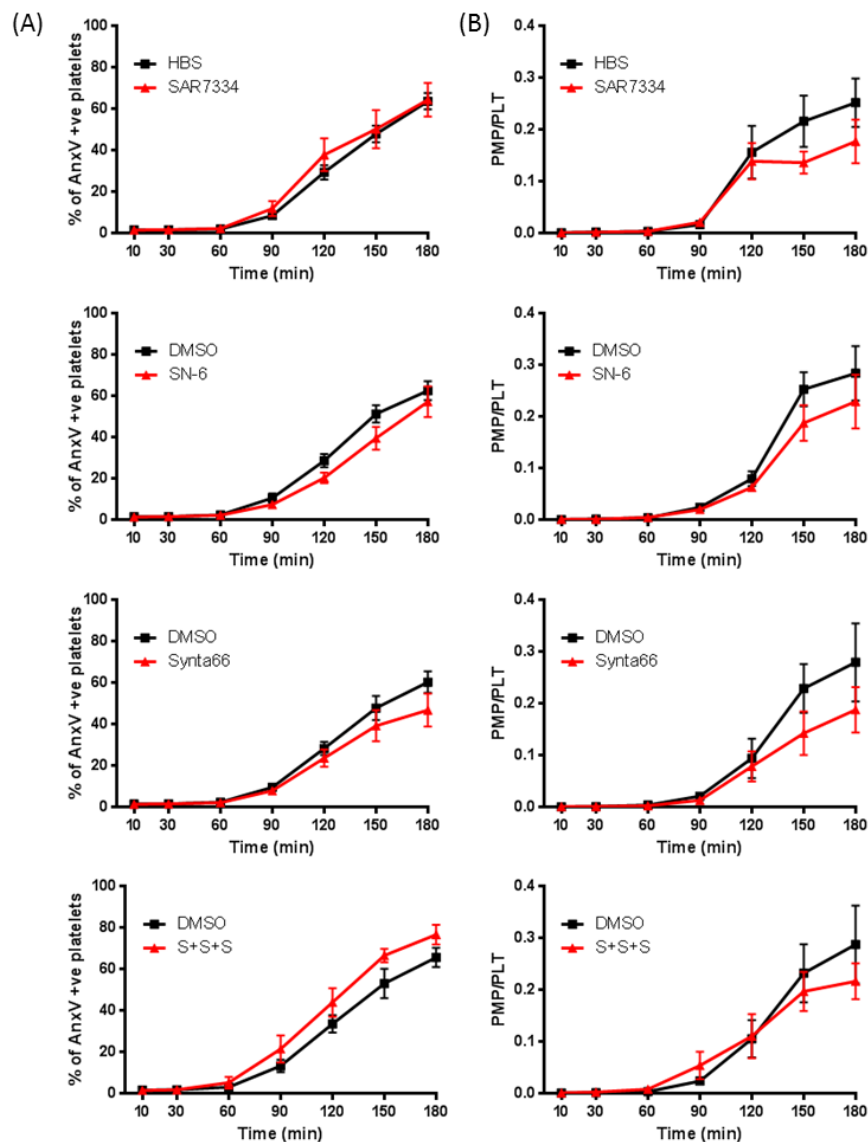 (A)
% of AnxV +ve platelets
100
80
60
40
20
0
HBS
SAR7334
10 30 60 90 120 150 180
Time (min)
(B)
PMP/PLT
0.4
0.3
0.2
0.1
0.0
HBS
SAR7334
10 30 60 90 120 150 180
Time (min)
% of AnxV +ve platelets
100
80
60
40
20
0
DMSO
SN-6
10 30 60 90 120 150 180
Time (min)
PMP/PLT
0.4
0.3
0.2
0.1
0.0
DMSO
SN-6
10 30 60 90 120 150 180
Time (min)
% of AnxV +ve platelets
100
80
60
40
20
0
DMSO
Synta66
10 30 60 90 120 150 180
Time (min)
PMP/PLT
0.4
0.3
0.2
0.1
0.0
DMSO
Synta66
10 30 60 90 120 150 180
Time (min)
% of AnxV +ve platelets
100
80
60
40
20
0
DMSO
S+S+S
10 30 60 90 120 150 180
Time (min)
PMP/PLT
0.4
0.3
0.2
0.1
0.0
DMSO
S+S+S
10 30 60 90 120 150 180
Time (min)